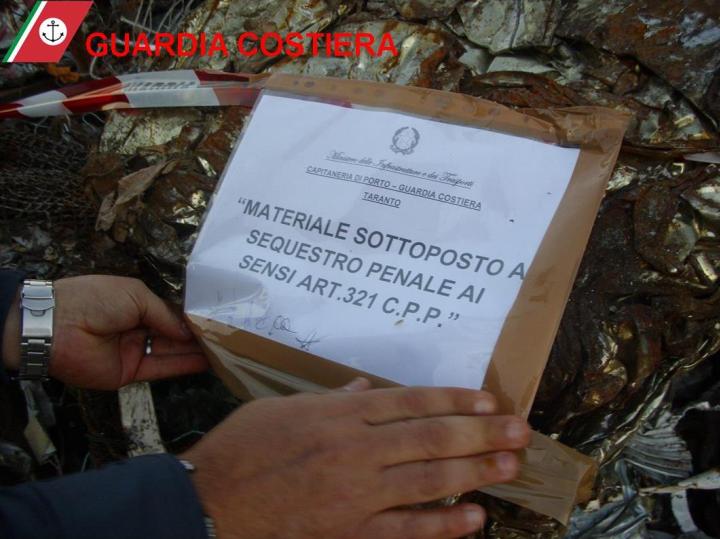 GUARDIA COSTIERA
Ministero delle Infrastrutture e dei Trasporti
CAPITANERIA DI PORTO – GUARDIA COSTIERA
TARANTO
“MATERIALE SOTTOPOSTO A
SEQUESTRO PENALE AI
SENSI ART.321 C.P.P.”